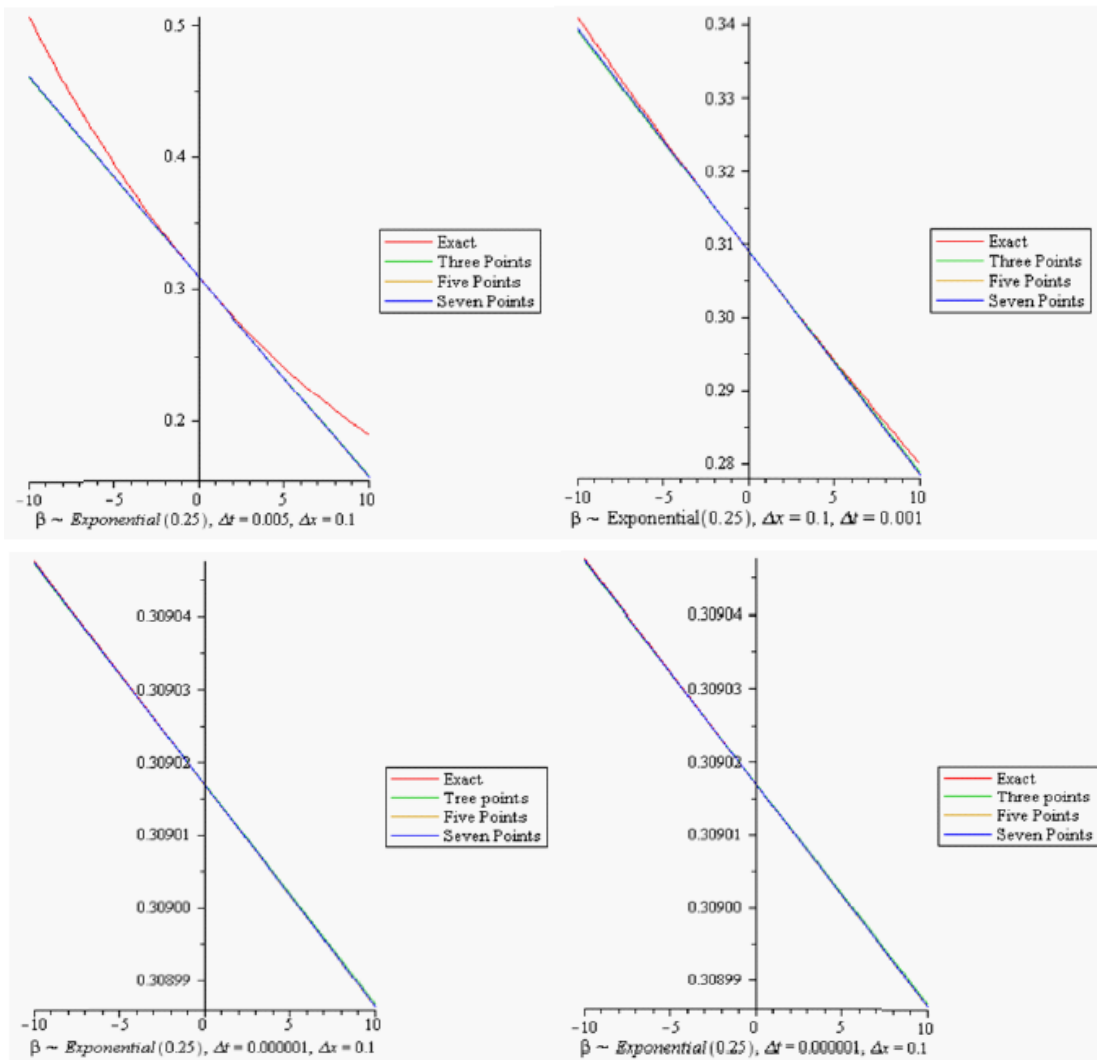 0.5
0.4
0.3
0.2
-10 -5 0 5 10
Exact
Three Points
Five Points
Seven Points
β ~ Exponential(0.25), Δt = 0.005, Δx = 0.1
0.34
0.33
0.32
0.31
0.30
0.29
0.28
-10 -5 0 5 10
Exact
Three Points
Five Points
Seven Points
β ~ Exponential(0.25), Δx = 0.1, Δt = 0.001
0.30904
0.30903
0.30902
0.30901
0.30900
0.30899
-10 -5 0 5 10
Exact
Tree points
Five Points
Seven Points
β ~ Exponential(0.25), Δt = 0.000001, Δx = 0.1
0.30904
0.30903
0.30902
0.30901
0.30900
0.30899
-10 -5 0 5 10
Exact
Three points
Five Points
Seven Points
β ~ Exponential(0.25), Δt = 0.000001, Δx = 0.1